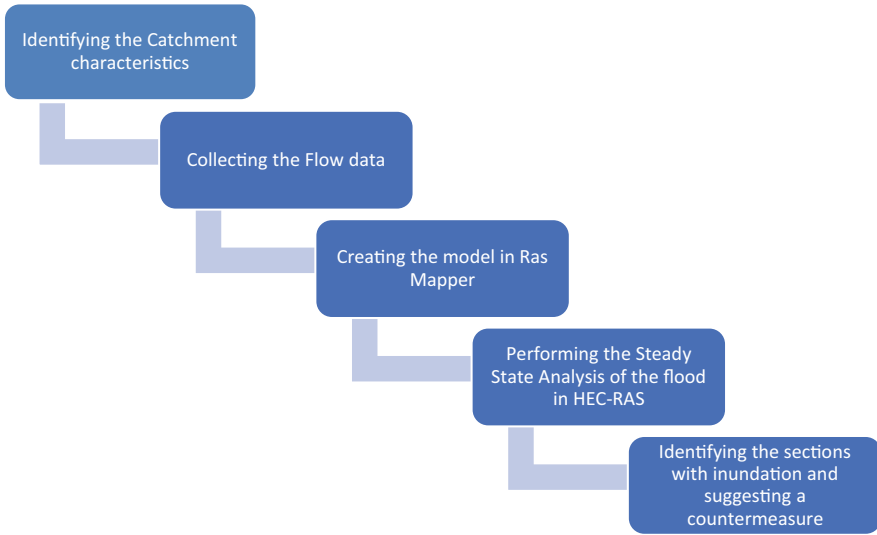 Identifying the Catchment
characteristics
Collecting the Flow data
Creating the model in Ras
Mapper
Performing the Steady
State Analysis of the flood
in HEC-RAS
Identifying the sections
with inundation and
suggesting a
countermeasure